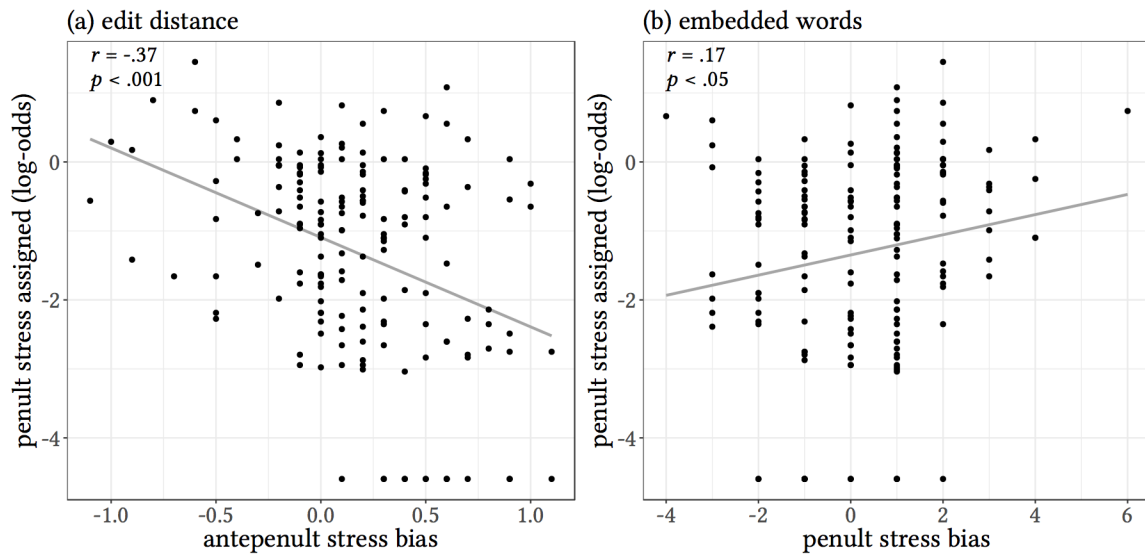 (a) edit distance
r = -.37
p < .001
penult stress assigned (log-odds)
0
-2
-4
-1.0 -0.5 0.0 0.5 1.0
antepenult stress bias
(b) embedded words
r = .17
p < .05
penult stress assigned (log-odds)
0
-2
-4
-4 -2 0 2 4 6
penult stress bias